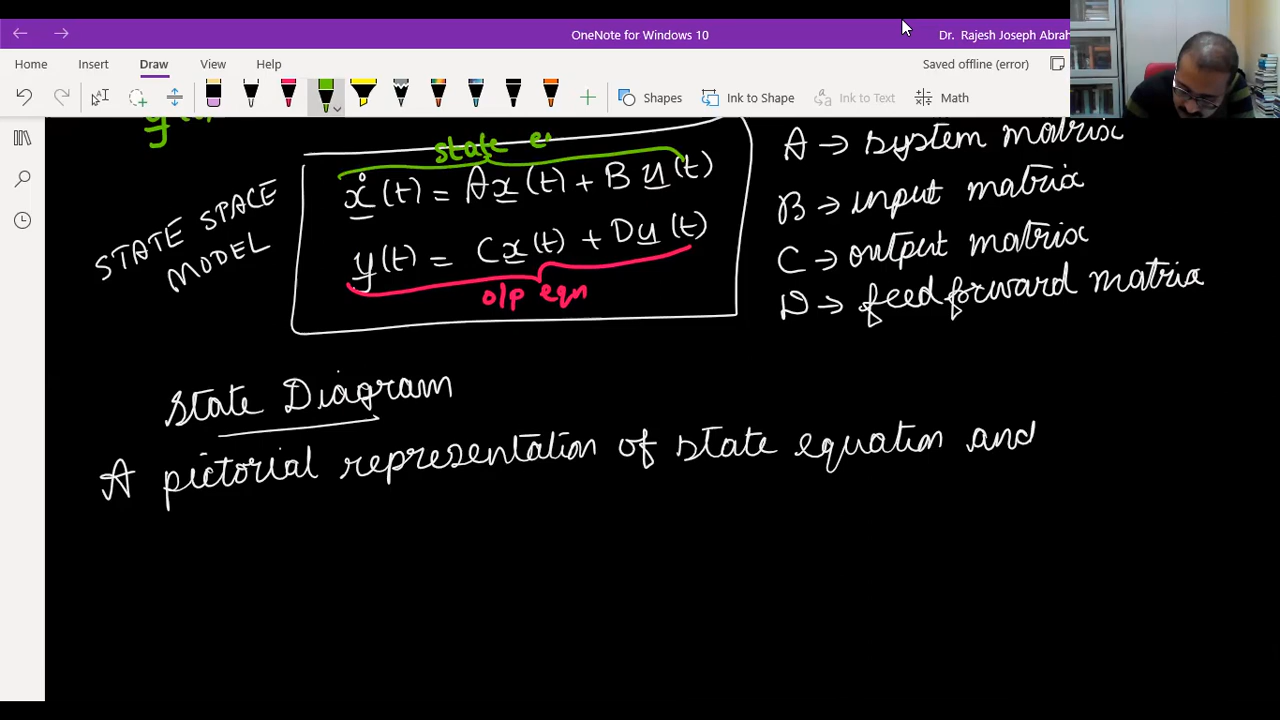 OneNote for Windows 10
Dr. Rajesh Joseph Abrah
Home Insert Draw View Help
Saved offline (error)
Shapes Ink to Shape Ink to Text Math
state e
STATE SPACE MODEL
ẋ(t) = Ax(t) + Bu(t)
y(t) = Cx(t) + Du(t)
o/p eqn
A → system matrix
B → input matrix
C → output matrix
D → feedforward matrix
State Diagram
A pictorial representation of state equation and